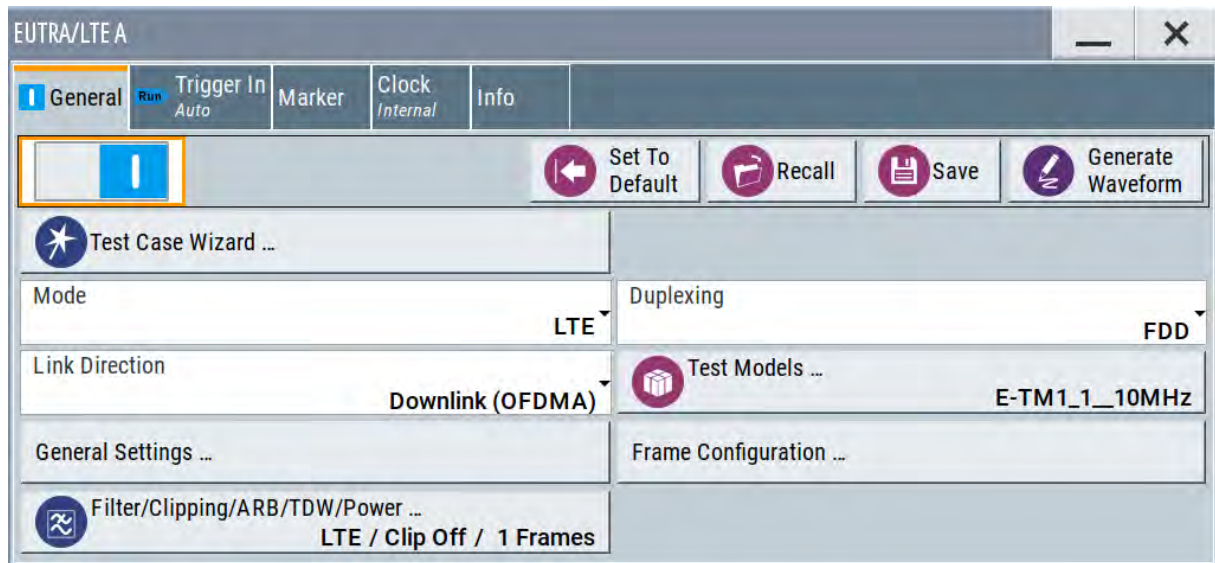 EUTRA/LTE A
General
Run
Trigger In
Auto
Marker
Clock
Internal
Info
Set To
Default
Recall
Save
Generate
Waveform
Test Case Wizard ...
Mode
LTE
Duplexing
FDD
Link Direction
Downlink (OFDMA)
Test Models ...
E-TM1_1__10MHz
General Settings ...
Frame Configuration ...
Filter/Clipping/ARB/TDW/Power ...
LTE / Clip Off / 1 Frames